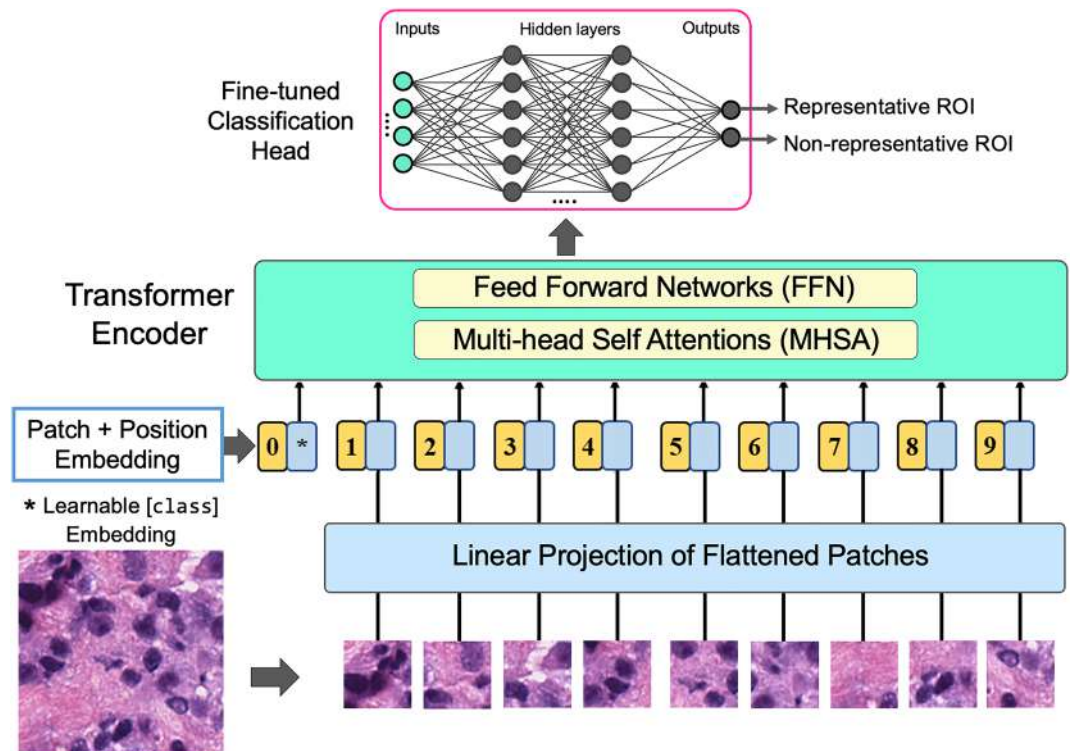 Inputs
Hidden layers
Outputs
Fine-tuned
Classification
Head
....
....
Representative ROI
Non-representative ROI
Transformer
Encoder
Feed Forward Networks (FFN)
Multi-head Self Attentions (MHSA)
Patch + Position
Embedding
0 * 1 2 3 4 5 6 7 8 9
* Learnable [class]
Embedding
Linear Projection of Flattened Patches